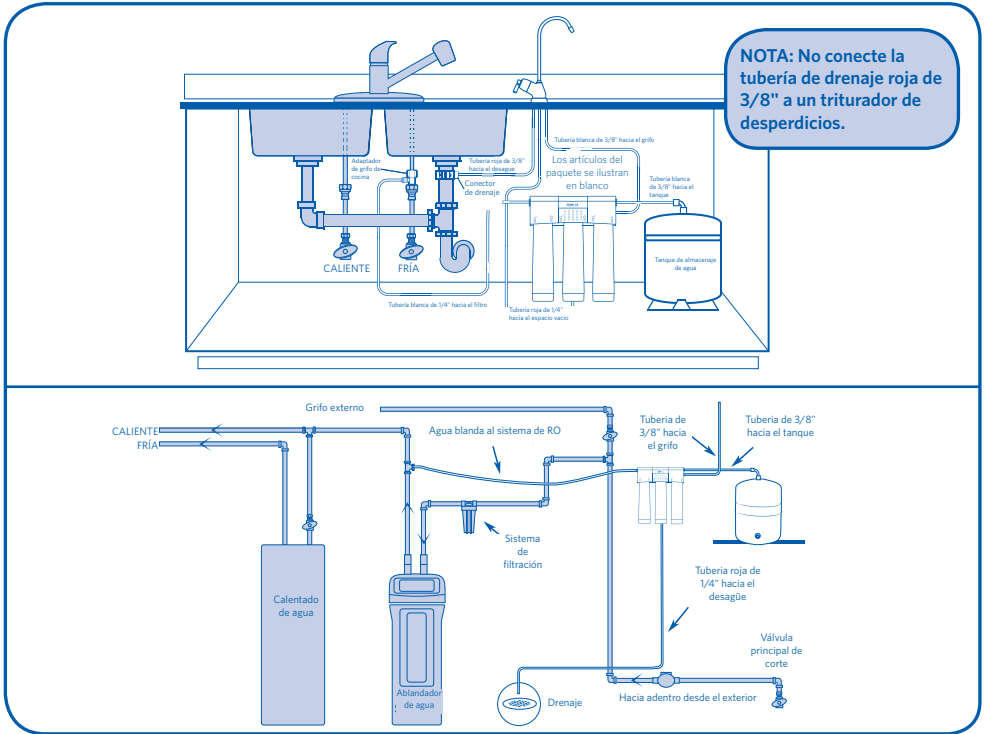 NOTA: No conecte la
tubería de drenaje roja de
3/8" a un triturador de
desperdicios.
Tubería blanca de 3/8" hacia el grifo
Los artículos del
paquete se ilustran
en blanco
Adaptador
de grifo de
cocina
Tubería roja de 3/8"
hacia el desague
Conector
de drenaje
Tubería blanca
de 3/8" hacia el
tanque
Tanque de almacenaje
de agua
CALIENTE
FRÍA
Tubería blanca de 1/4" hacia el filtro
Tubería roja de 1/4"
hacia el espacio vacío
Grifo externo
CALIENTE
FRÍA
Agua blanda al sistema de RO
Tuberia de
3/8" hacia
el grifo
Tuberia de 3/8"
hacia el tanque
Sistema
de
filtración
Tuberia roja de
1/4" hacia el
desagüe
Calentado
de agua
Ablandador
de agua
Válvula
principal de
corte
Drenaje
Hacia adentro desde el exterior